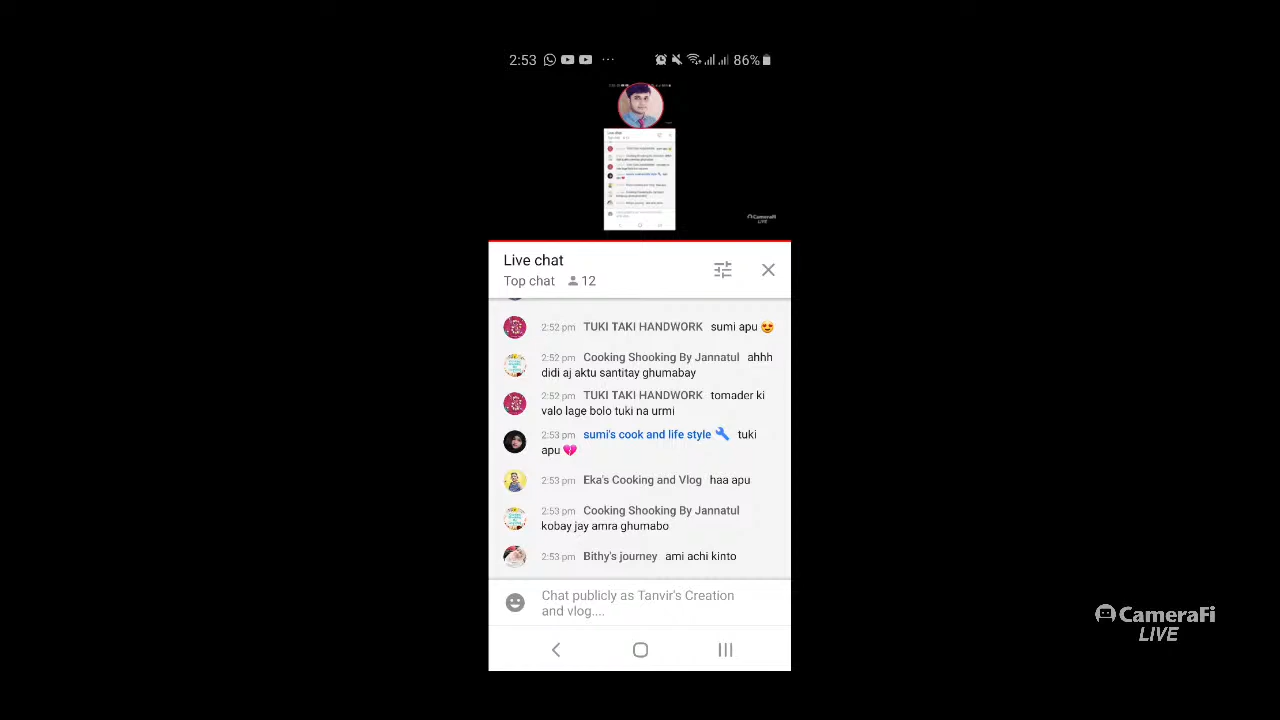 2:53 86%
Live chat
Top chat 12
2:52 pm TUKI TAKI HANDWORK sumi apu 😍
2:52 pm Cooking Shooking By Jannatul ahhh
didi aj aktu santitay ghumabay
2:52 pm TUKI TAKI HANDWORK tomader ki
valo lage bolo tuki na urmi
2:53 pm sumi's cook and life style 🔧 tuki
apu 💔
2:53 pm Eka's Cooking and Vlog haa apu
2:53 pm Cooking Shooking By Jannatul
kobay jay amra ghumabo
2:53 pm Bithy's journey ami achi kinto
Chat publicly as Tanvir's Creation
and vlog....
CameraFi
LIVE
CameraFi
LIVE